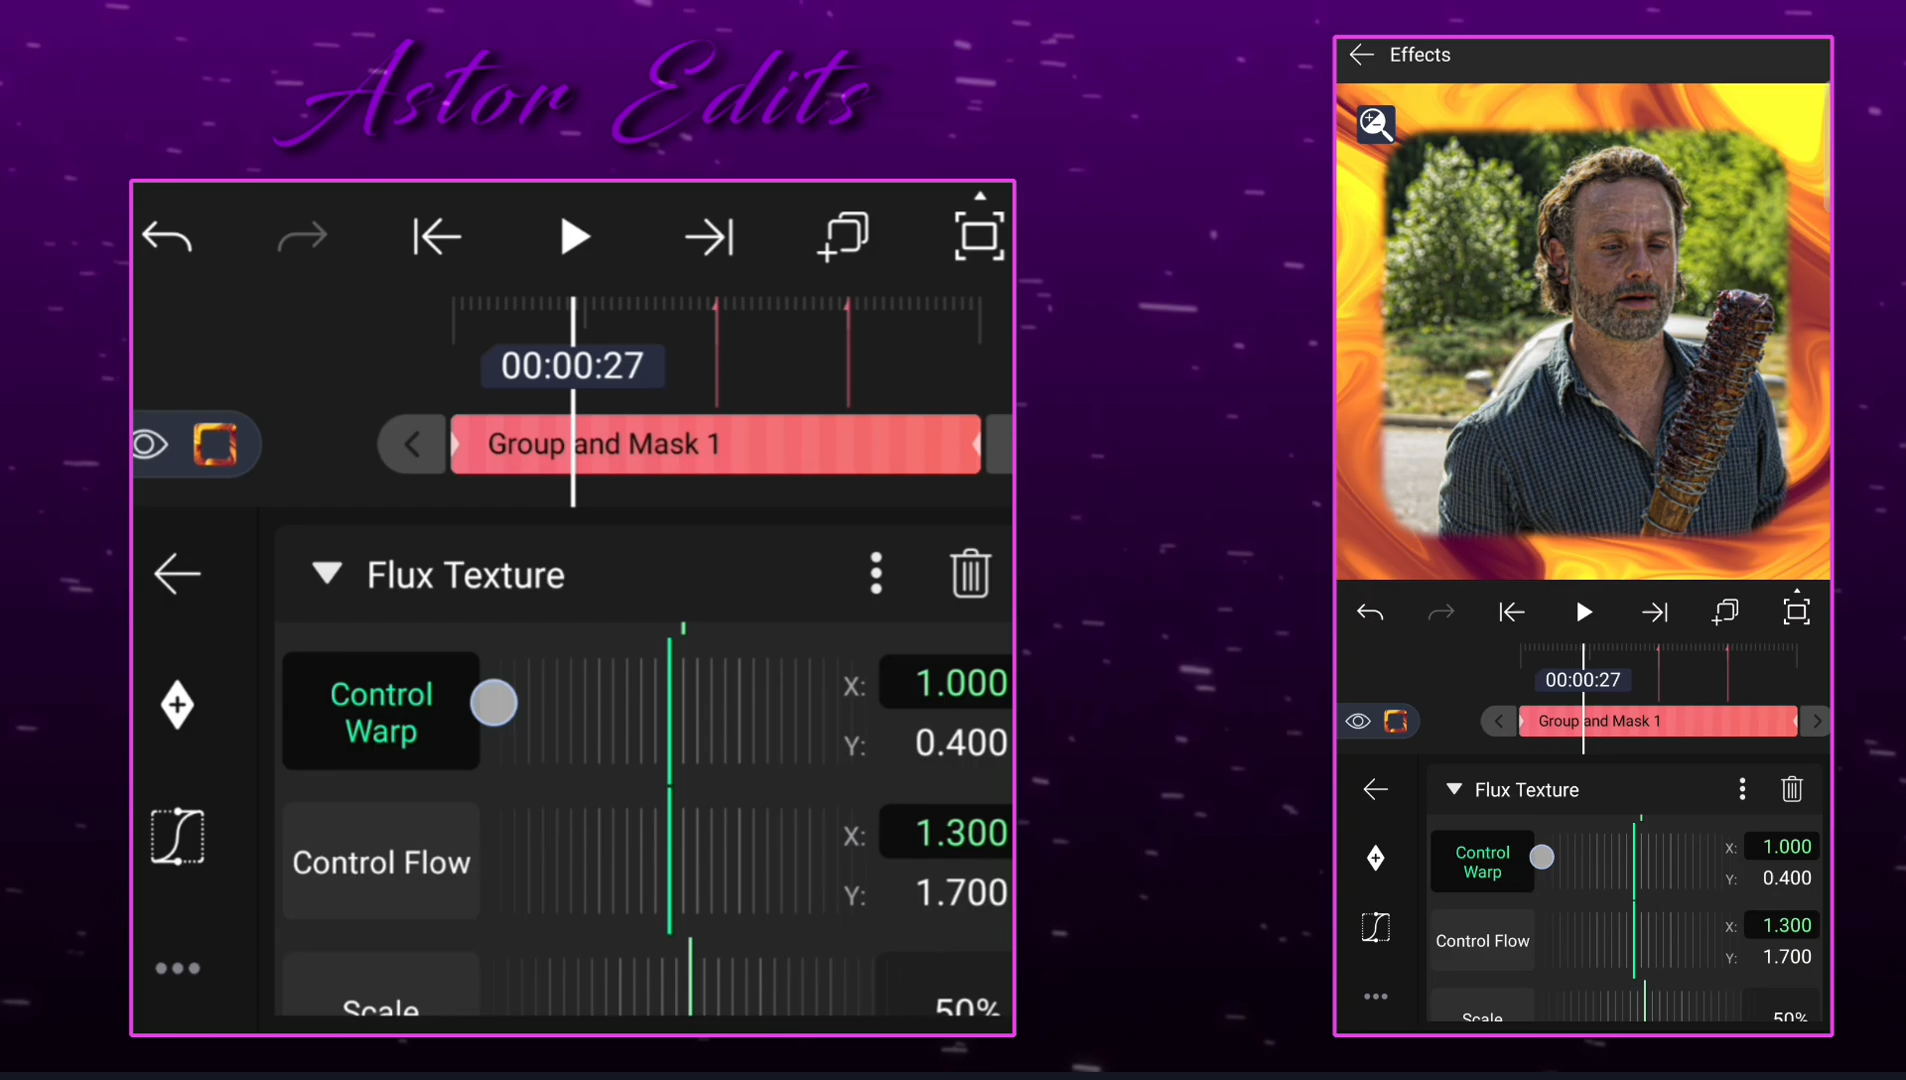 Astor Edits
00:00:27
Group and Mask 1
Flux Texture
Control
Warp
X: 1.000
Y: 0.400
Control Flow
X: 1.300
Y: 1.700
Scale
50%
Effects
00:00:27
Group and Mask 1
Flux Texture
Control
Warp
X: 1.000
Y: 0.400
Control Flow
X: 1.300
Y: 1.700
Scale
50%